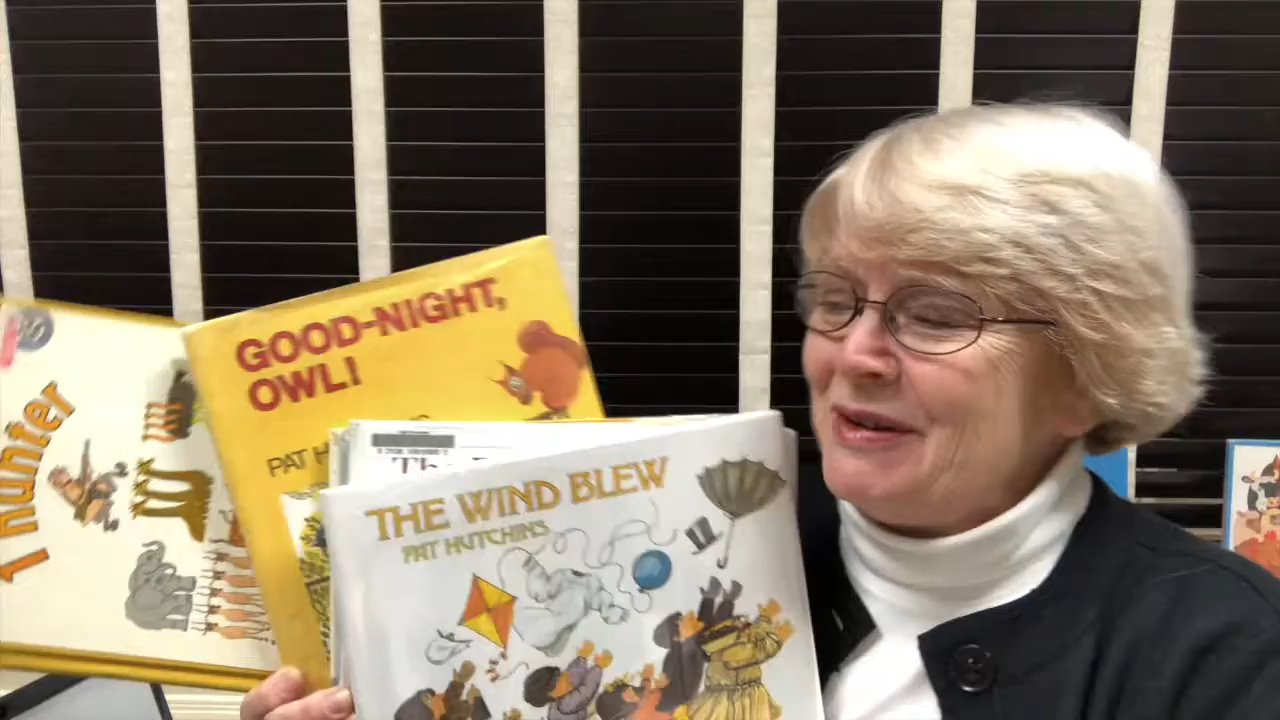 1 Hunter
GOOD-NIGHT,
OWL!
PAT H
THE WIND BLEW
PAT HUTCHINS